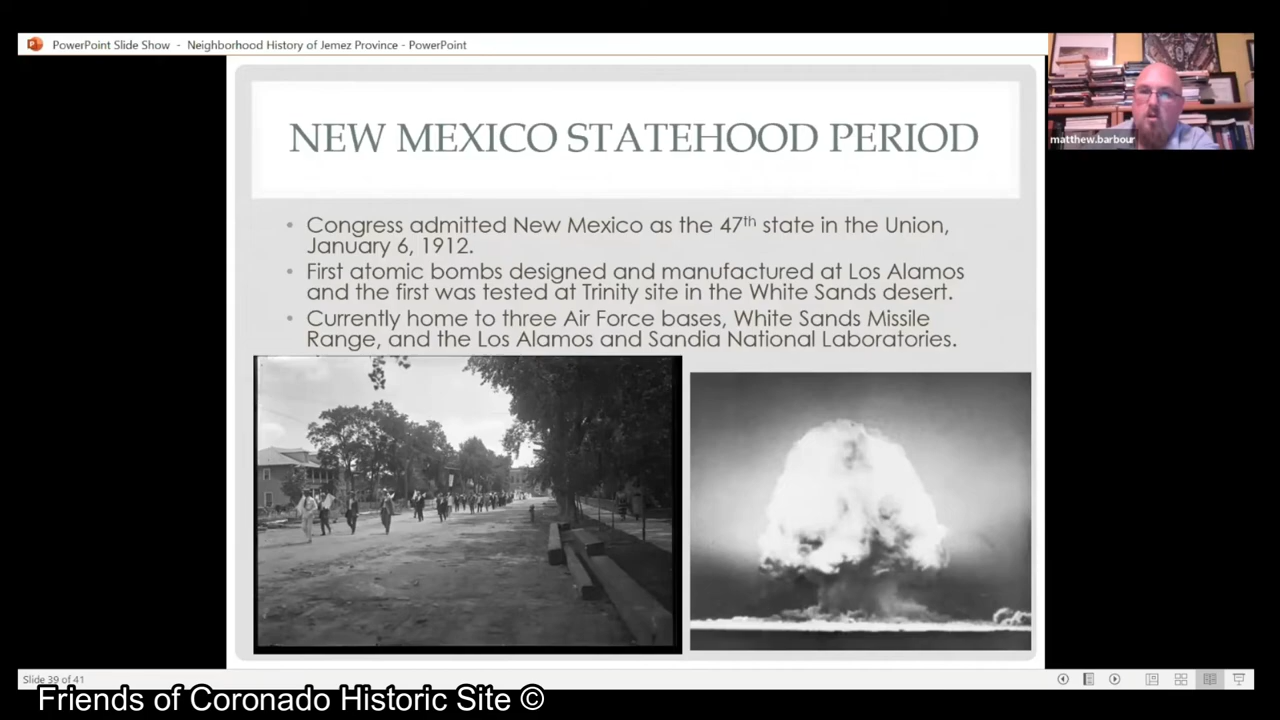 PowerPoint Slide Show - Neighborhood History of Jemez Province - PowerPoint
matthew.barbour
NEW MEXICO STATEHOOD PERIOD
• Congress admitted New Mexico as the 47th state in the Union,
January 6, 1912.
• First atomic bombs designed and manufactured at Los Alamos
and the first was tested at Trinity site in the White Sands desert.
• Currently home to three Air Force bases, White Sands Missile
Range, and the Los Alamos and Sandia National Laboratories.
Slide 39 of 41
Friends of Coronado Historic Site ©